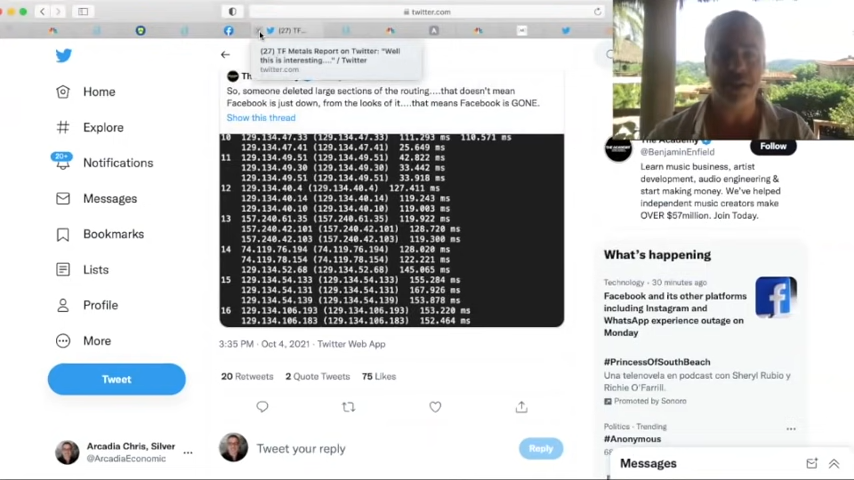 twitter.com
(27) TF...
(27) TF Metals Report on Twitter: "Well
this is interesting...." / Twitter
twitter.com
Home
Explore
20+
Notifications
Messages
Bookmarks
Lists
Profile
More
Tweet
Arcadia Chris, Silver
@ArcadiaEconomic
So, someone deleted large sections of the routing....that doesn't mean
Facebook is just down, from the looks of it....that means Facebook is GONE.
Show this thread
10 129.134.47.33 (129.134.47.33) 111.293 ms 110.571 ms
129.134.47.41 (129.134.47.41) 25.649 ms
11 129.134.49.51 (129.134.49.51) 42.822 ms
129.134.49.30 (129.134.49.30) 33.442 ms
129.134.49.51 (129.134.49.51) 33.918 ms
12 129.134.40.4 (129.134.40.4) 127.411 ms
129.134.40.14 (129.134.40.14) 119.243 ms
129.134.40.10 (129.134.40.10) 119.003 ms
13 157.240.61.35 (157.240.61.35) 119.922 ms
157.240.42.101 (157.240.42.101) 128.720 ms
157.240.42.103 (157.240.42.103) 119.300 ms
14 74.119.76.194 (74.119.76.194) 128.020 ms
74.119.78.154 (74.119.78.154) 122.221 ms
129.134.52.68 (129.134.52.68) 145.065 ms
15 129.134.54.133 (129.134.54.133) 155.284 ms
129.134.54.131 (129.134.54.131) 167.926 ms
129.134.54.139 (129.134.54.139) 153.878 ms
16 129.134.106.193 (129.134.106.193) 153.220 ms
129.134.106.183 (129.134.106.183) 152.464 ms
3:35 PM · Oct 4, 2021 · Twitter Web App
20 Retweets 2 Quote Tweets 75 Likes
Tweet your reply
Reply
The Academy
@BenjaminEnfield
Follow
Learn music business, artist
development, audio engineering &
start making money. We've helped
independent music creators make
OVER $57million. Join Today.
What's happening
Technology · 30 minutes ago
Facebook and its other platforms
including Instagram and
WhatsApp experience outage on
Monday
#PrincesOfSouthBeach
Una telenovela en podcast con Sheryl Rubio y
Richie O'Farrill.
Promoted by Sonoro
Politics · Trending
#Anonymous
Messages